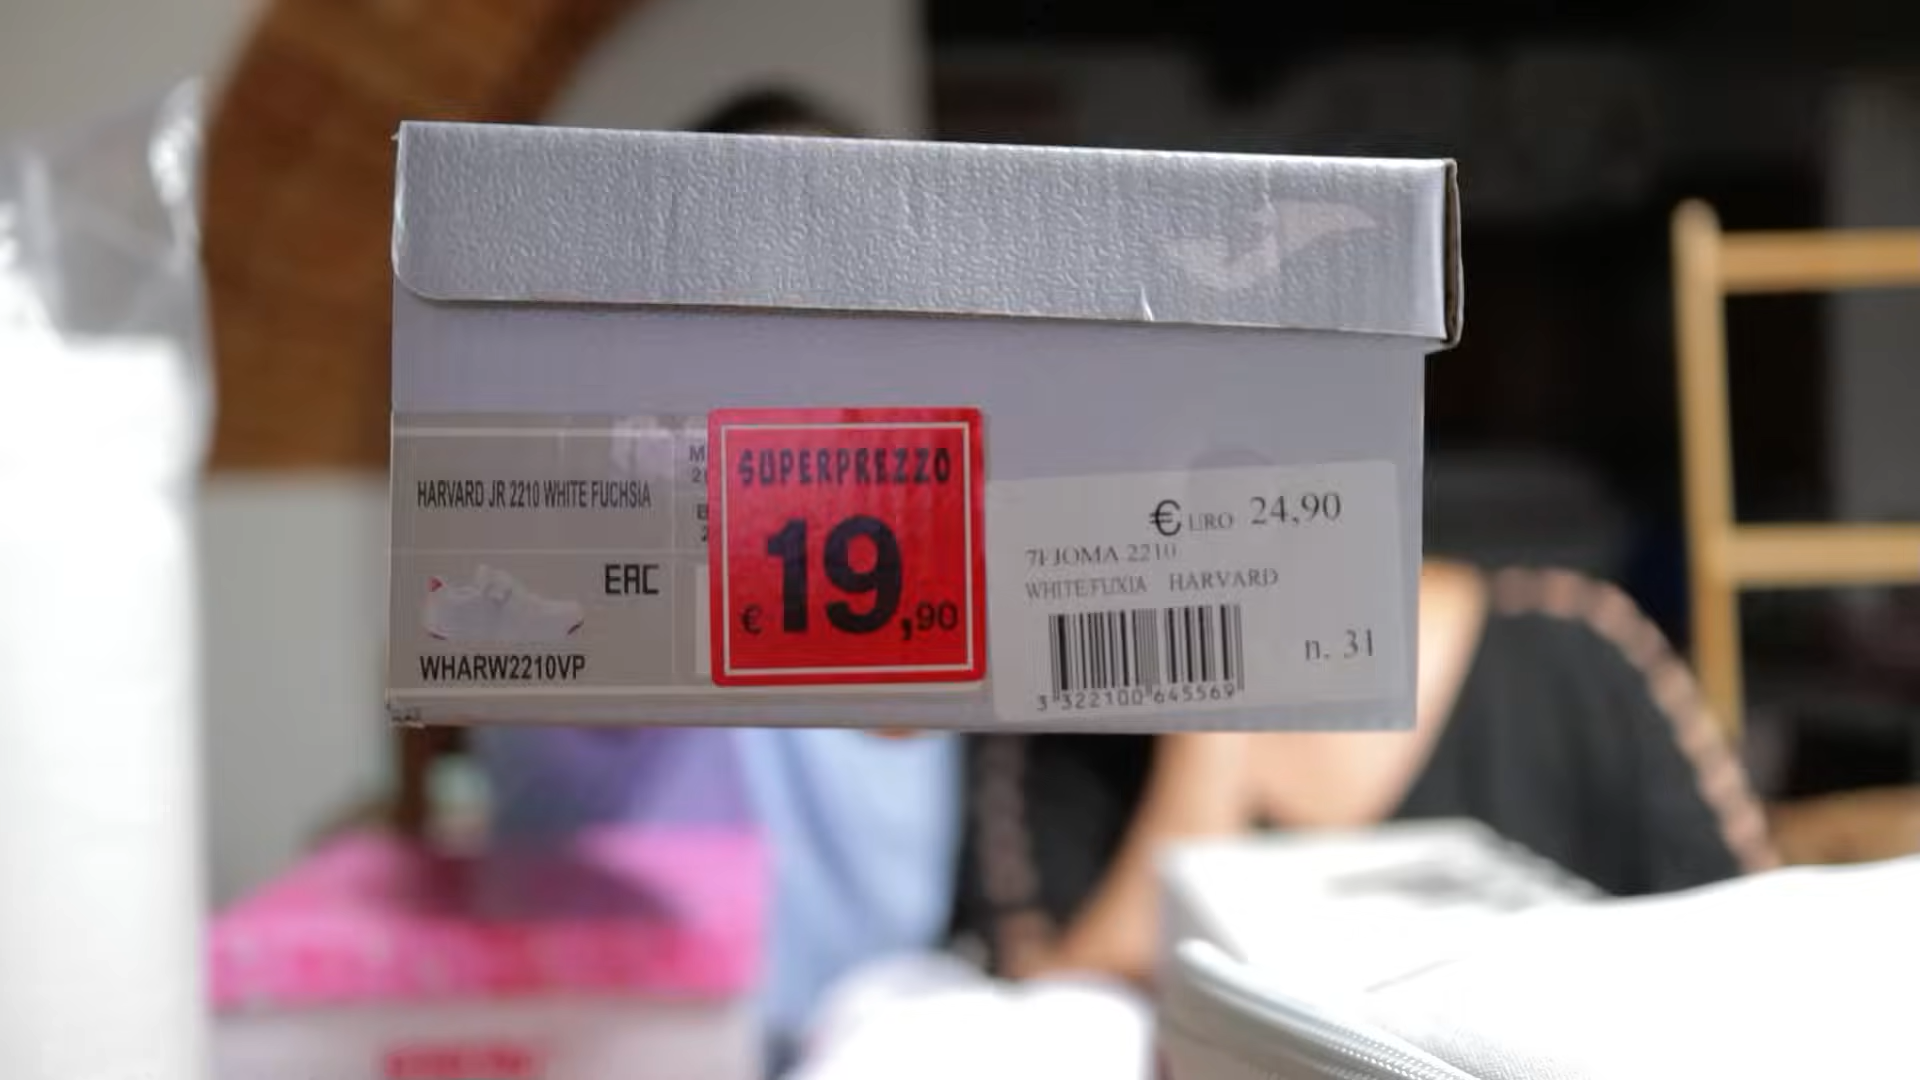 HARVARD JR 2210 WHITE FUCHSIA
EAC
WHARW2210VP
SUPERPREZZO
€ 19,90
€URO 24,90
7F JOMA 2210
WHITE.FUXIA HARVARD
n. 31
3 322100 645569